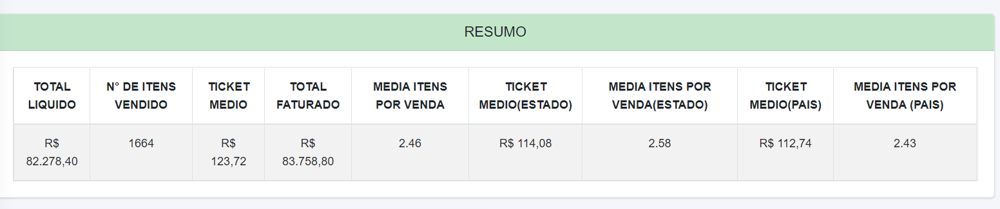 RESUMO
TOTAL LIQUIDO
N° DE ITENS VENDIDO
TICKET MEDIO
TOTAL FATURADO
MEDIA ITENS POR VENDA
TICKET MEDIO(ESTADO)
MEDIA ITENS POR VENDA(ESTADO)
TICKET MEDIO(PAIS)
MEDIA ITENS POR VENDA (PAIS)
R$ 82.278,40
1664
R$ 123,72
R$ 83.758,80
2.46
R$ 114,08
2.58
R$ 112,74
2.43